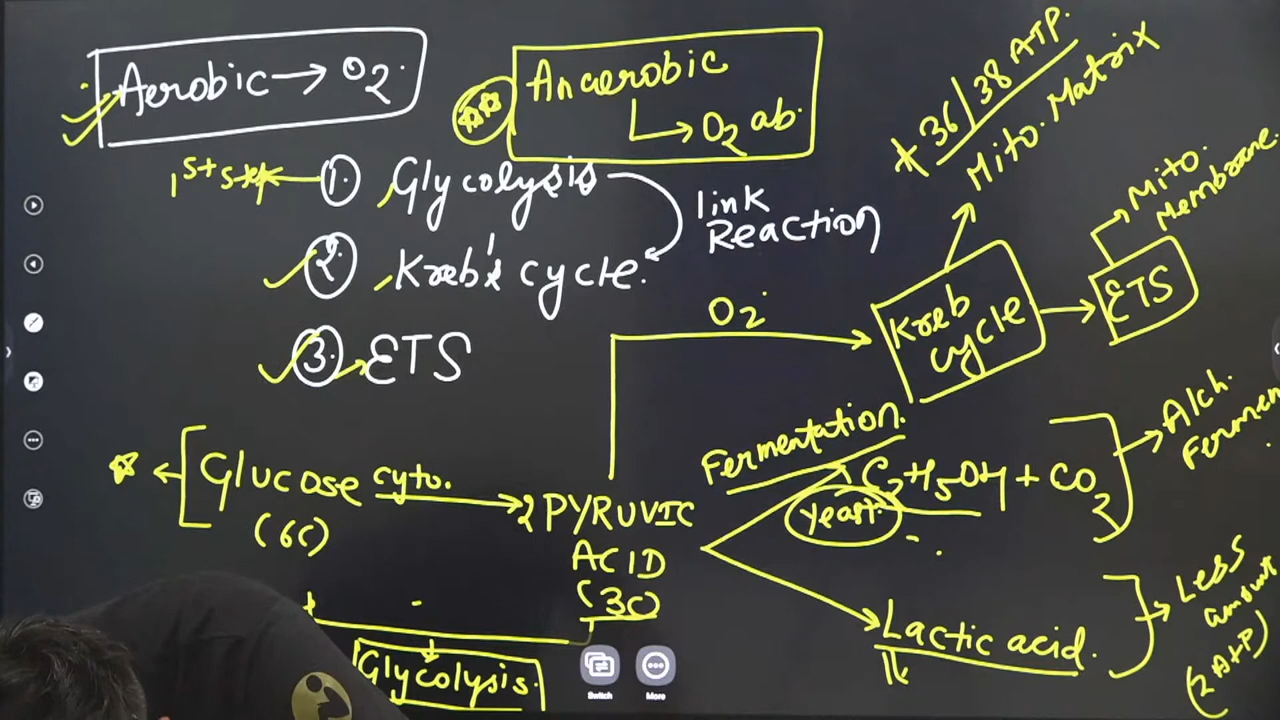 Aerobic → O2.
Anaerobic
→ O2 ab.
* 36/38 ATP.
Mito. Matrix
1st step ← 1. Glycolysis
link
Reaction
2. Kreb's cycle.
3. → ETS
O2
Kreb
cycle.
→ ETS
Mito.
Membrane.
Glucose cyto. → 2 PYRUVIC
(6C)
ACID
(3C)
Glycolysis.
Fermentation.
Yeast.
C2H5OH + CO2
Alch.
Fermen
Lactic acid.
Less
amount
(2 ATP)
Switch
More